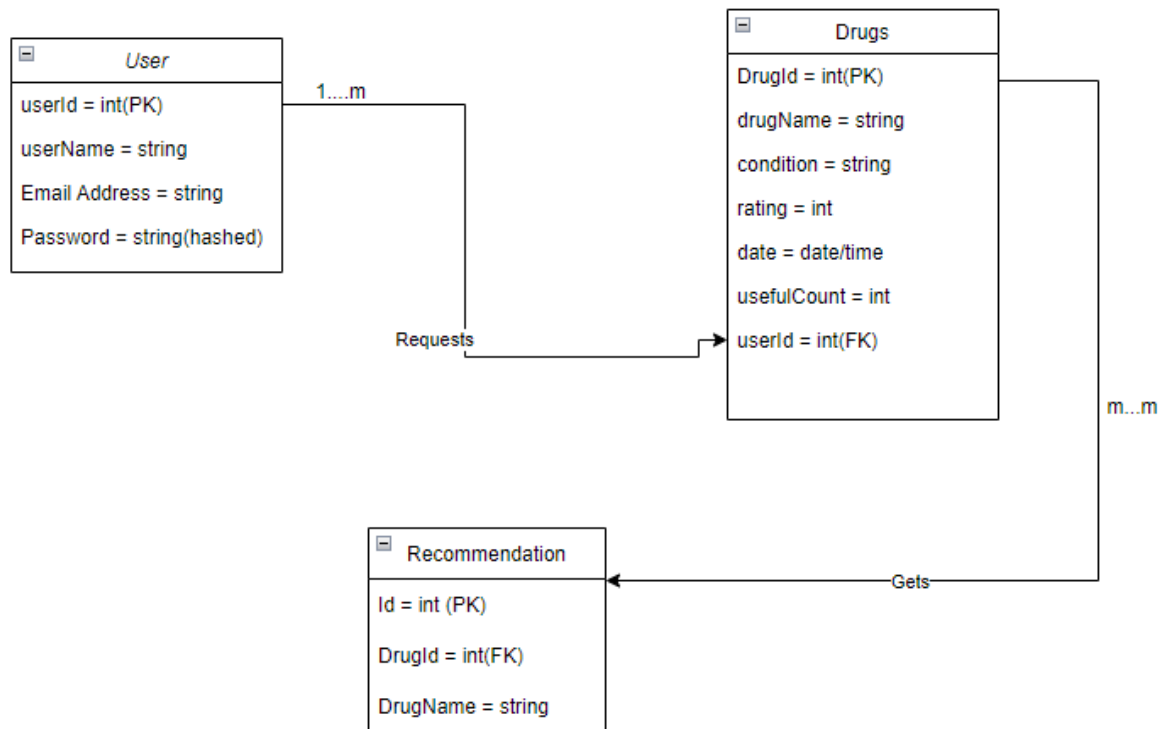 User
userId = int(PK)
userName = string
Email Address = string
Password = string(hashed)
1....m
Requests
Drugs
DrugId = int(PK)
drugName = string
condition = string
rating = int
date = date/time
usefulCount = int
userId = int(FK)
m...m
Gets
Recommendation
Id = int (PK)
DrugId = int(FK)
DrugName = string